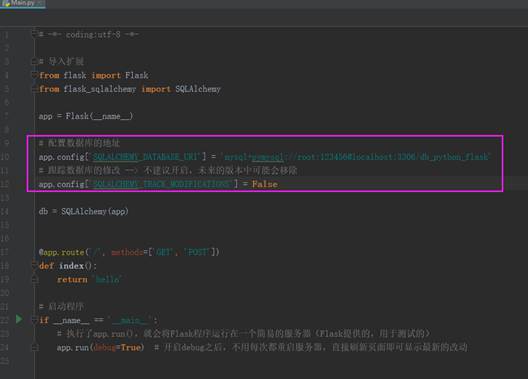 Main.py
1 # -*- coding:utf-8 -*-
2
3 # 导入扩展
4 from flask import Flask
5 from flask_sqlalchemy import SQLAlchemy
6
7 app = Flask(__name__)
8
9 # 配置数据库的地址
10 app.config['SQLALCHEMY_DATABASE_URI'] = 'mysql+pymysql://root:123456@localhost:3306/db_python_flask'
11 # 跟踪数据库的修改 --> 不建议开启，未来的版本中可能会移除
12 app.config['SQLALCHEMY_TRACK_MODIFICATIONS'] = False
13
14 db = SQLAlchemy(app)
15
16
17 @app.route('/', methods=['GET', 'POST'])
18 def index():
19 return 'hello'
20
21 # 启动程序
22 if __name__ == '__main__':
23 # 执行了app.run()，就会将Flask程序运行在一个简易的服务器（Flask提供的，用于测试的）
24 app.run(debug=True) # 开启debug之后，不用每次都重启服务器，直接刷新页面即可显示最新的改动
25